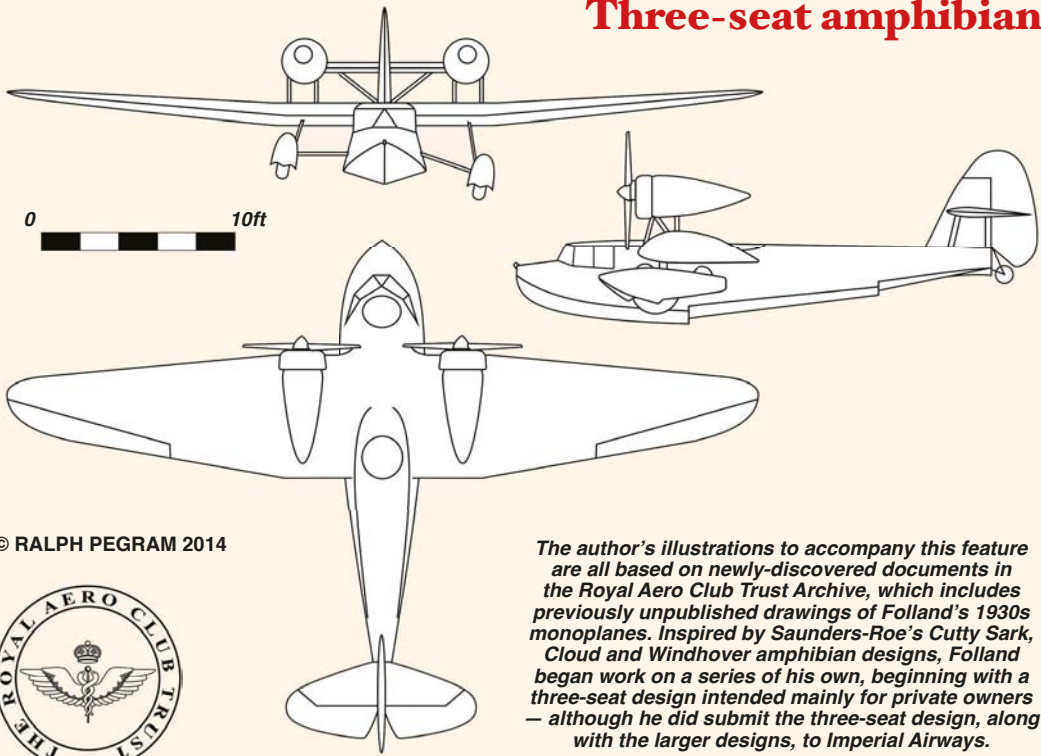 Three-seat amphibian
0 10ft
© RALPH PEGRAM 2014
THE ROYAL AERO CLUB TRUST
The author's illustrations to accompany this feature
are all based on newly-discovered documents in
the Royal Aero Club Trust Archive, which includes
previously unpublished drawings of Folland's 1930s
monoplanes. Inspired by Saunders-Roe's Cutty Sark,
Cloud and Windhover amphibian designs, Folland
began work on a series of his own, beginning with a
three-seat design intended mainly for private owners
— although he did submit the three-seat design, along
with the larger designs, to Imperial Airways.